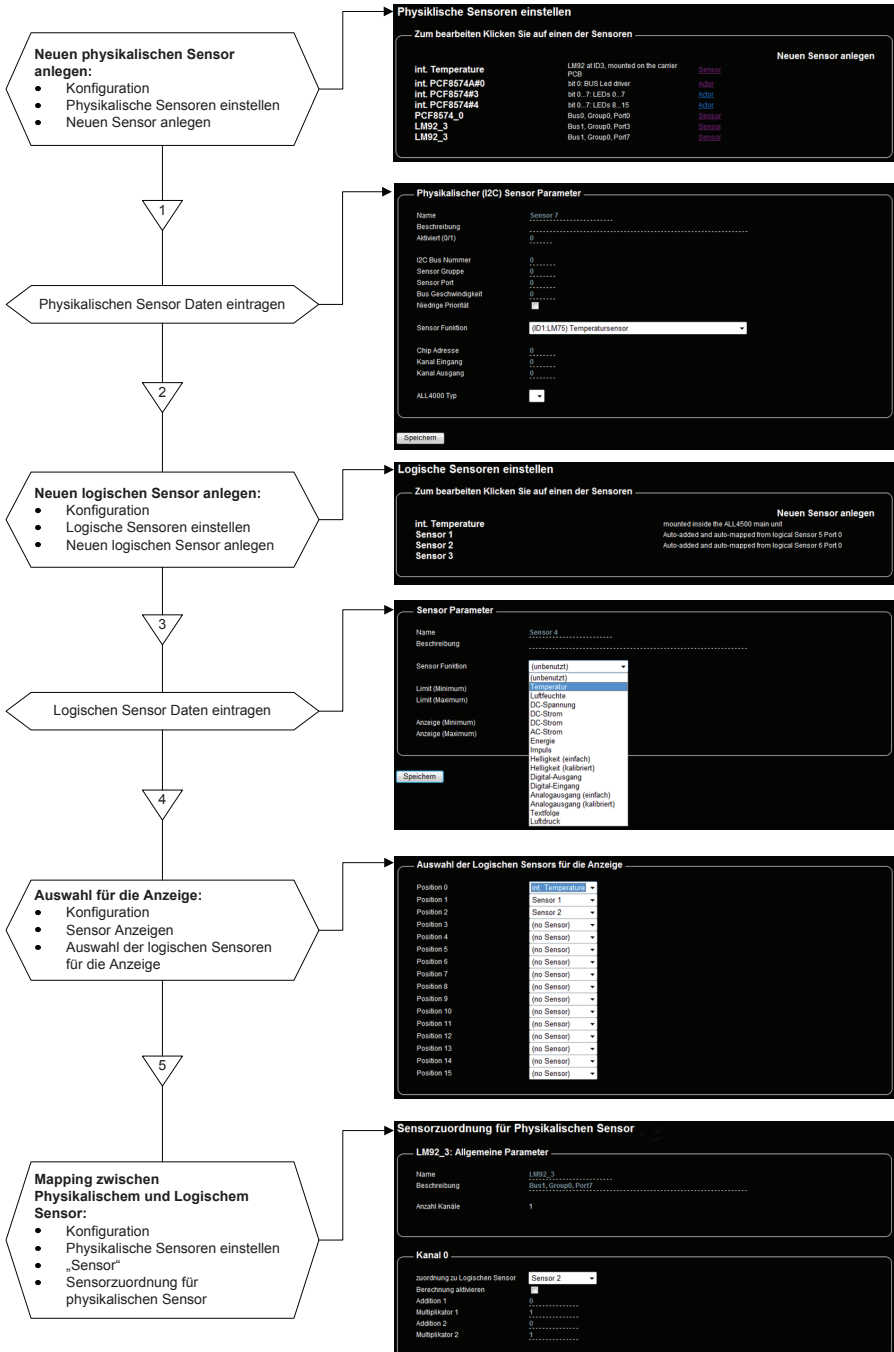 Neuen physikalischen Sensor
anlegen:
• Konfiguration
• Physikalische Sensoren einstellen
• Neuen Sensor anlegen
Physiklische Sensoren einstellen
Zum bearbeiten Klicken Sie auf einen der Sensoren
Neuen Sensor anlegen
int. Temperature LM92 at ID3, mounted on the carrier PCB Sensor
int. PCF8574A#0 bit 0: BUS Led driver Actor
int. PCF8574#3 bit 0...7: LEDs 0...7 Actor
int. PCF8574#4 bit 0...7: LEDs 8...15 Actor
PCF8574_0 Bus0, Group0, Port0 Sensor
LM92_3 Bus1, Group0, Port3 Sensor
LM92_3 Bus1, Group0, Port7 Sensor
1
Physikalischen Sensor Daten eintragen
Physikalischer (I2C) Sensor Parameter
Name Sensor 7
Beschreibung
Aktiviert (0/1) 0
I2C Bus Nummer 0
Sensor Gruppe 0
Sensor Port 0
Bus Geschwindigkeit 0
Niedrige Priorität
Sensor Funktion (ID1:LM75) Temperatursensor
Chip Adresse 0
Kanal Eingang 0
Kanal Ausgang 0
ALL4000 Typ
Speichern
2
Neuen logischen Sensor anlegen:
• Konfiguration
• Logische Sensoren einstellen
• Neuen logischen Sensor anlegen
Logische Sensoren einstellen
Zum bearbeiten Klicken Sie auf einen der Sensoren
Neuen Sensor anlegen
int. Temperature mounted inside the ALL4500 main unit
Sensor 1 Auto-added and auto-mapped from logical Sensor 5 Port 0
Sensor 2 Auto-added and auto-mapped from logical Sensor 6 Port 0
Sensor 3
3
Logischen Sensor Daten eintragen
Sensor Parameter
Name Sensor 4
Beschreibung
Sensor Funktion (unbenutzt)
Limit (Minimum)
Limit (Maximum)
Anzeige (Minimum)
Anzeige (Maximum)
(unbenutzt)
Temperatur
Luftfeuchte
DC-Spannung
DC-Strom
DC-Strom
AC-Strom
Energie
Impuls
Helligkeit (einfach)
Helligkeit (kalibriert)
Digital-Ausgang
Digital-Eingang
Analogausgang (einfach)
Analogausgang (kalibriert)
Textfolge
Luftdruck
Speichern
4
Auswahl für die Anzeige:
• Konfiguration
• Sensor Anzeigen
• Auswahl der logischen Sensoren
für die Anzeige
Auswahl der Logischen Sensors für die Anzeige
Position 0 int. Temperature
Position 1 Sensor 1
Position 2 Sensor 2
Position 3 (no Sensor)
Position 4 (no Sensor)
Position 5 (no Sensor)
Position 6 (no Sensor)
Position 7 (no Sensor)
Position 8 (no Sensor)
Position 9 (no Sensor)
Position 10 (no Sensor)
Position 11 (no Sensor)
Position 12 (no Sensor)
Position 13 (no Sensor)
Position 14 (no Sensor)
Position 15 (no Sensor)
5
Mapping zwischen
Physikalischem und Logischem
Sensor:
• Konfiguration
• Physikalische Sensoren einstellen
• „Sensor“
• Sensorzuordnung für
physikalischen Sensor
Sensorzuordnung für Physikalischen Sensor
LM92_3: Allgemeine Parameter
Name LM92_3
Beschreibung Bus1, Group0, Port7
Anzahl Kanäle 1
Kanal 0
zuordnung zu Logischen Sensor Sensor 2
Berechnung aktivieren
Addition 1 0
Multiplikator 1 1
Addition 2 0
Multiplikator 2 1